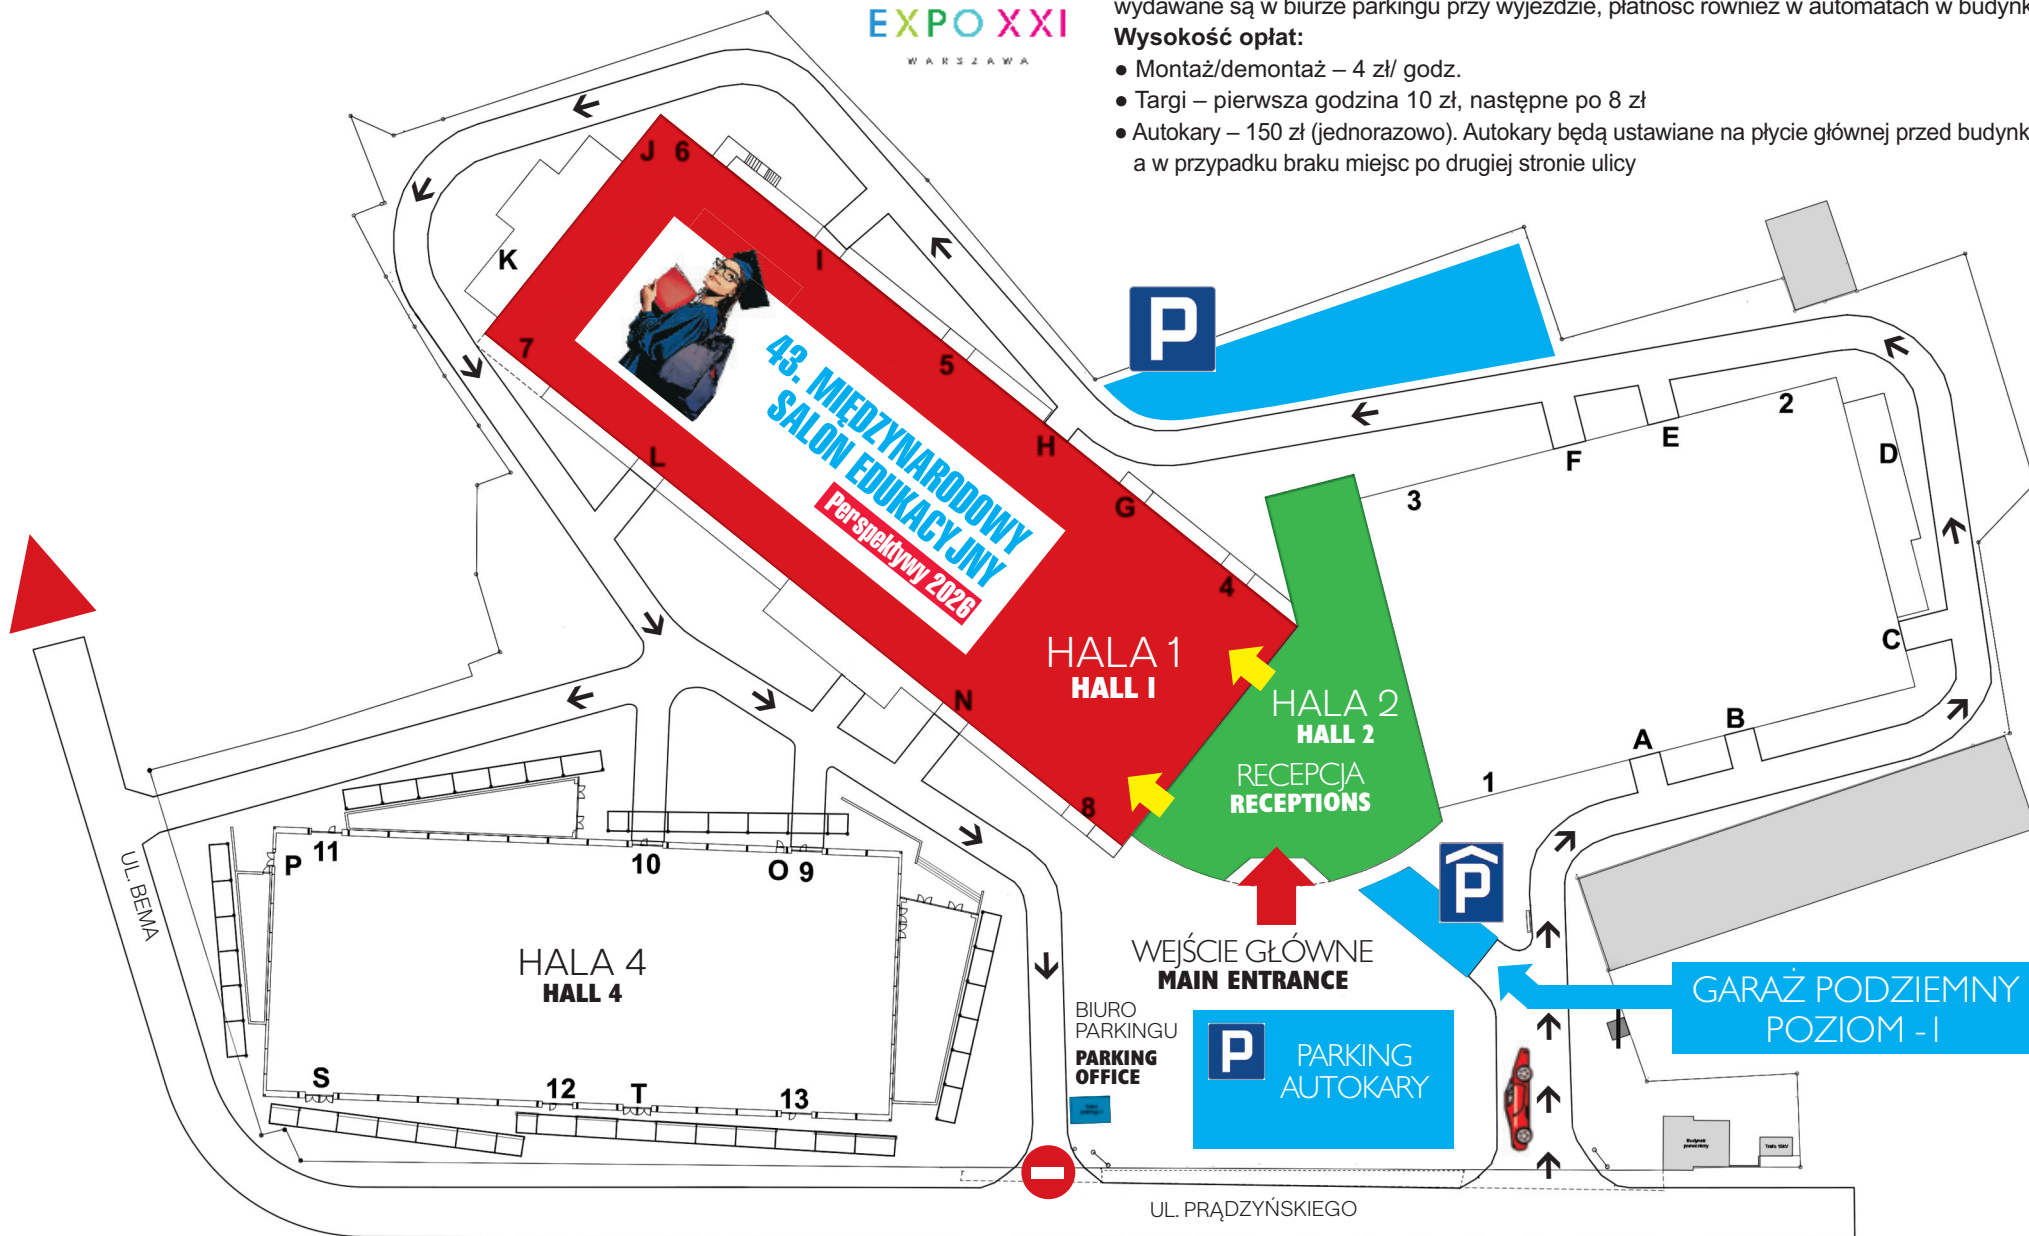 EXPO XXI
WARSZAWA
wydawane są w biurze parkingu przy wyjeździe, płatność również w automatach w budynk
Wysokość opłat:
● Montaż/demontaż – 4 zł/ godz.
● Targi – pierwsza godzina 10 zł, następne po 8 zł
● Autokary – 150 zł (jednorazowo). Autokary będą ustawiane na płycie głównej przed budynk
a w przypadku braku miejsc po drugiej stronie ulicy
J 6
K
I
7
5
L
H
G
4
N
8
43. MIĘDZYNARODOWY
SALON EDUKACYJNY
Perspektywy 2026
HALA 1
HALL I
HALA 2
HALL 2
RECEPCJA
RECEPTIONS
P
2
E
F
D
3
C
B
A
1
P
11
10
O 9
P
UL. BEMA
HALA 4
HALL 4
S
12
T
13
WEJŚCIE GŁÓWNE
MAIN ENTRANCE
BIURO
PARKINGU
PARKING
OFFICE
P
PARKING
AUTOKARY
GARAŻ PODZIEMNY
POZIOM -I
Budynek
pomocniczy
Trafo 15kV
UL. PRĄDZYŃSKIEGO